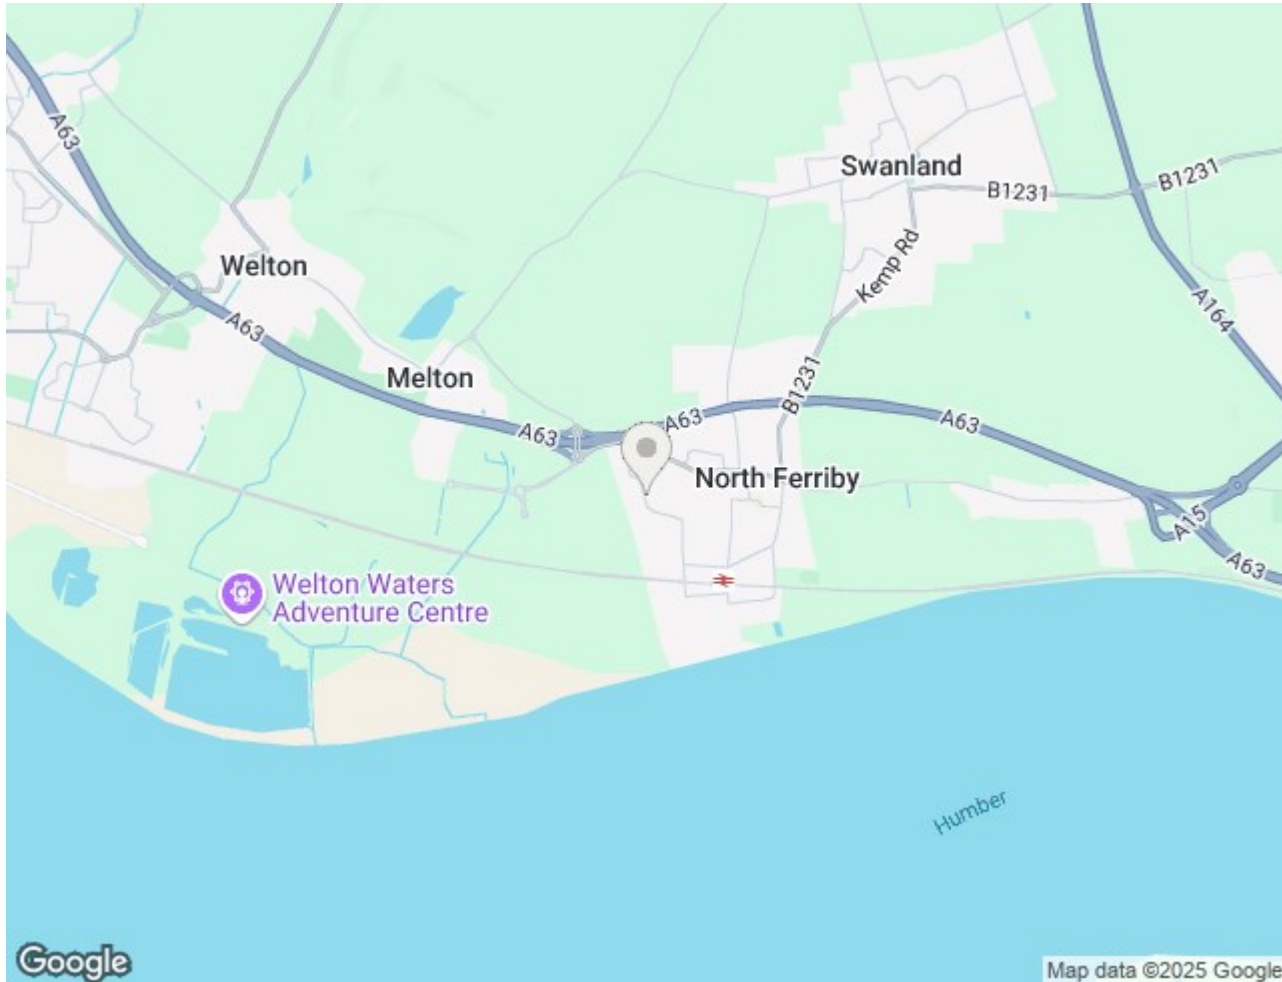 A63
Swanland
B1231
B1231
Kemp Rd
Welton
A63
A164
Melton
B1231
A63
A63
A63
North Ferriby
A15
A63
Welton Waters
Adventure Centre
Humber
Google
Map data ©2025 Google